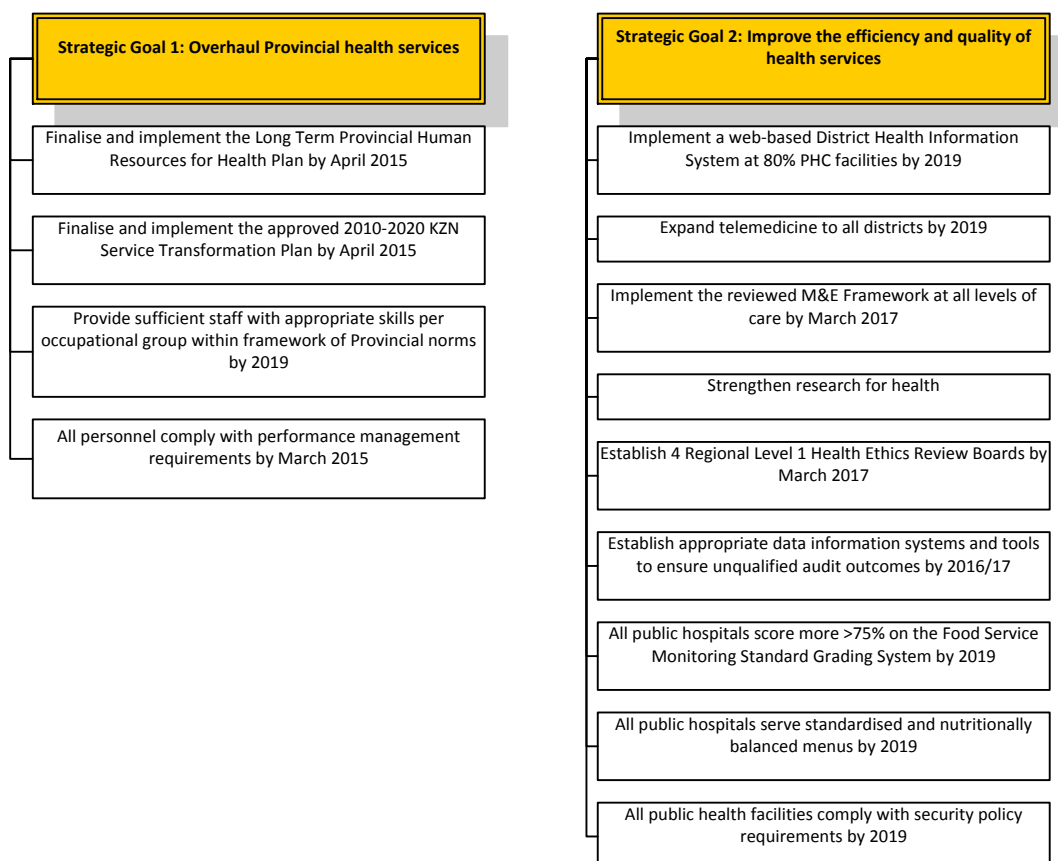 Strategic Goal 1: Overhaul Provincial health services
Finalise and implement the Long Term Provincial Human
Resources for Health Plan by April 2015
Finalise and implement the approved 2010-2020 KZN
Service Transformation Plan by April 2015
Provide sufficient staff with appropriate skills per
occupational group within framework of Provincial norms
by 2019
All personnel comply with performance management
requirements by March 2015
Strategic Goal 2: Improve the efficiency and quality of
health services
Implement a web-based District Health Information
System at 80% PHC facilities by 2019
Expand telemedicine to all districts by 2019
Implement the reviewed M&E Framework at all levels of
care by March 2017
Strengthen research for health
Establish 4 Regional Level 1 Health Ethics Review Boards by
March 2017
Establish appropriate data information systems and tools
to ensure unqualified audit outcomes by 2016/17
All public hospitals score more >75% on the Food Service
Monitoring Standard Grading System by 2019
All public hospitals serve standardised and nutritionally
balanced menus by 2019
All public health facilities comply with security policy
requirements by 2019